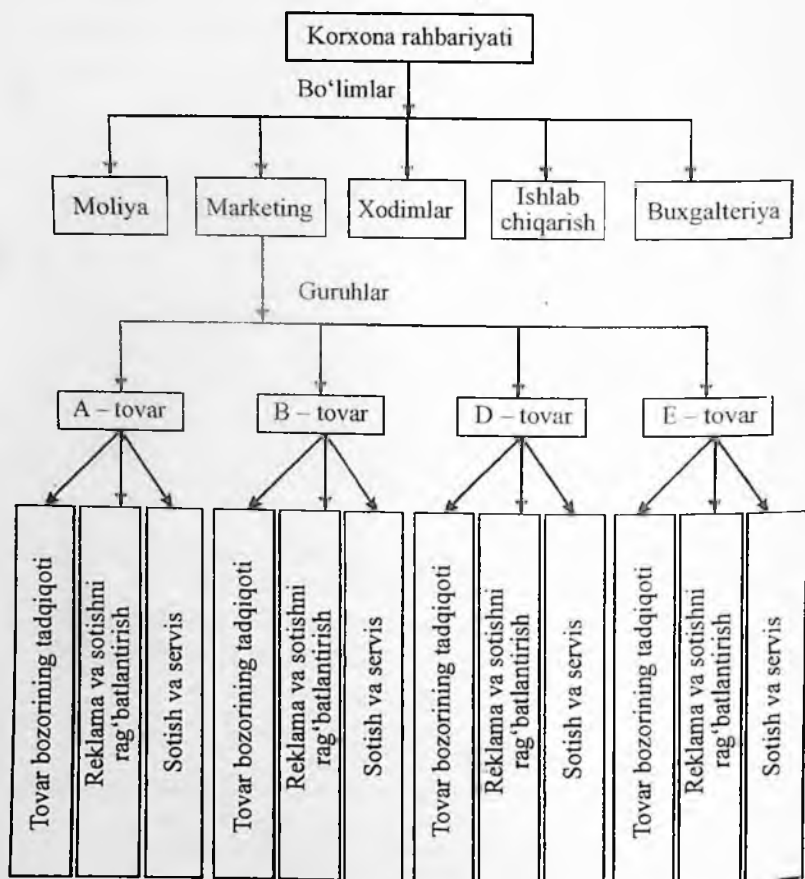 Korxona rahbariyati
Bo‘limlar
Moliya
Marketing
Xodimlar
Ishlab
chiqarish
Buxgalteriya
Guruhlar
A – tovar
B – tovar
D – tovar
E – tovar
Tovar bozorining tadqiqoti
Reklama va sotishni
rag‘batlantirish
Sotish va servis
Tovar bozorining tadqiqoti
Reklama va sotishni
rag‘batlantirish
Sotish va servis
Tovar bozorining tadqiqoti
Reklama va sotishni
rag‘batlantirish
Sotish va servis
Tovar bozorining tadqiqoti
Reklama va sotishni
rag‘batlantirish
Sotish va servis